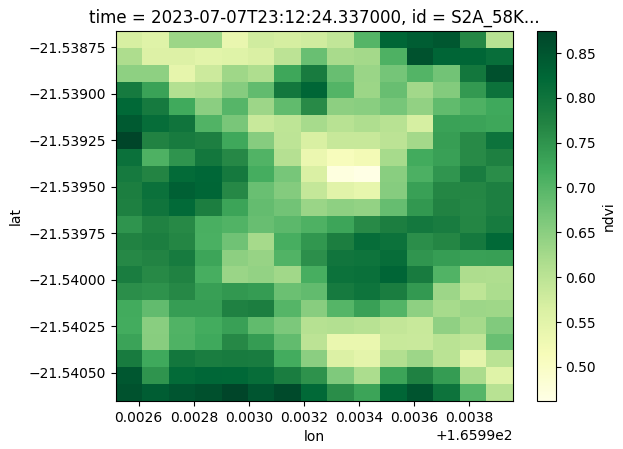 time = 2023-07-07T23:12:24.337000, id = S2A_58K...
−21.53875
−21.53900
−21.53925
−21.53950
−21.53975
−21.54000
−21.54025
−21.54050
lat
0.0026 0.0028 0.0030 0.0032 0.0034 0.0036 0.0038
lon
+1.6599e2
0.85
0.80
0.75
0.70
0.65
0.60
0.55
0.50
ndvi